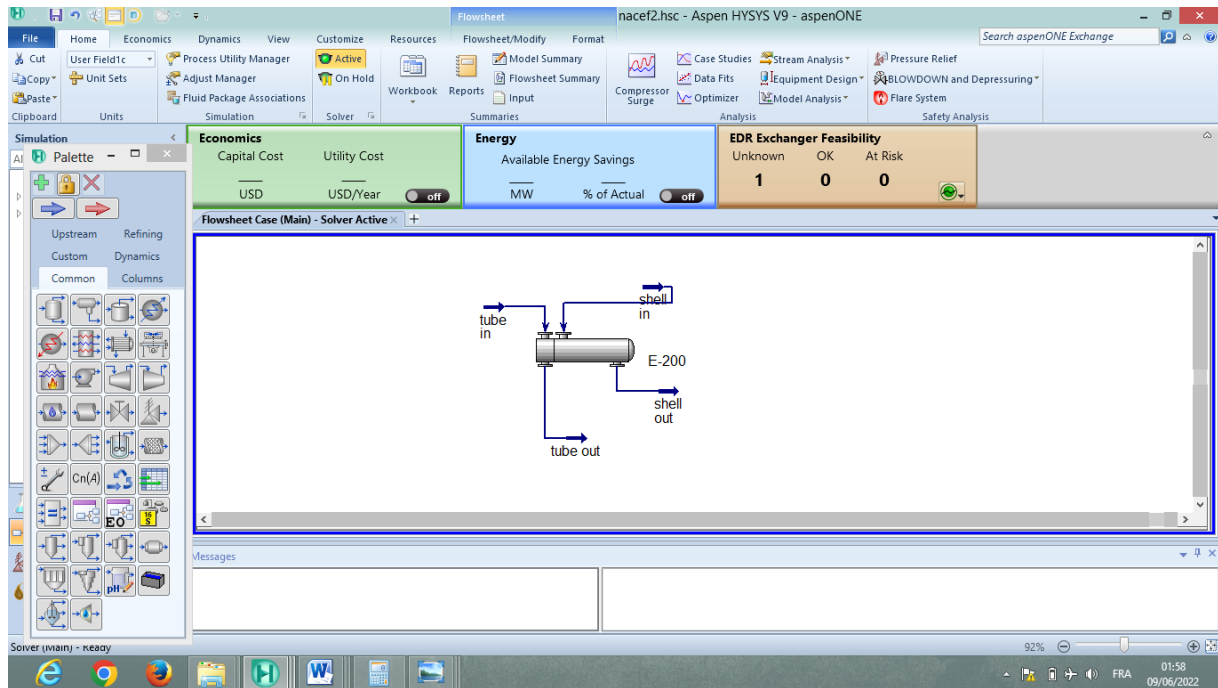 Flowsheet
nacef2.hsc - Aspen HYSYS V9 - aspenONE
File Home Economics Dynamics View Customize Resources Flowsheet/Modify Format
Search aspenONE Exchange
Cut User Field1c Process Utility Manager Active Model Summary Case Studies Stream Analysis Pressure Relief
Copy Unit Sets Adjust Manager On Hold Flowsheet Summary Data Fits Equipment Design BLOWDOWN and Depressuring
Paste Fluid Package Associations Workbook Reports Input Compressor Surge Optimizer Model Analysis Flare System
Clipboard Units Simulation Solver Summaries Analysis Safety Analysis
Simulation
Palette
Upstream Refining
Custom Dynamics
Common Columns
Cn(A)
EO
16
S
pH
Economics
Capital Cost Utility Cost
USD USD/Year off
Energy
Available Energy Savings
MW % of Actual off
EDR Exchanger Feasibility
Unknown OK At Risk
1 0 0
Flowsheet Case (Main) - Solver Active
tube
in
shell
in
E-200
shell
out
tube out
Messages
Solver (Main) - Ready
92%
FRA
01:58
09/06/2022